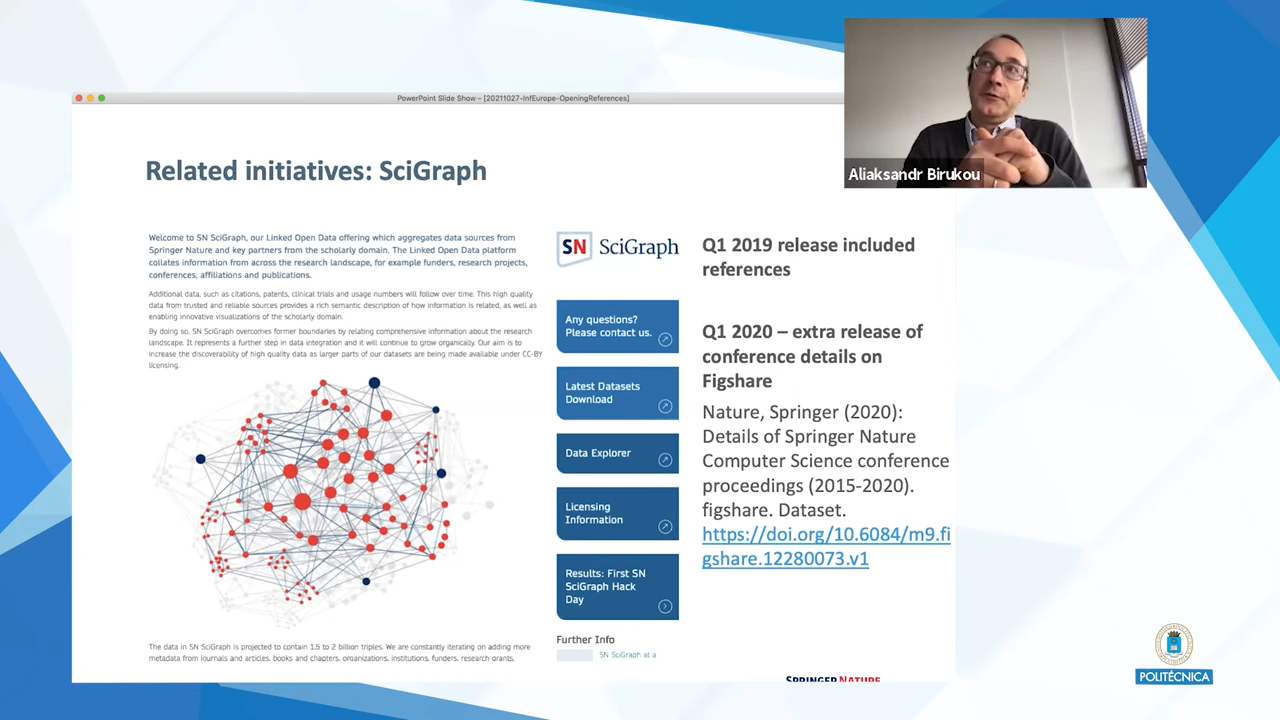 PowerPoint Slide Show – [20211027-InfEurope-OpeningReferences]
Aliaksandr Birukou
Related initiatives: SciGraph
Welcome to SN SciGraph, our Linked Open Data offering which aggregates data sources from
Springer Nature and key partners from the scholarly domain. The Linked Open Data platform
collates information from across the research landscape, for example funders, research projects,
conferences, affiliations and publications.
Additional data, such as citations, patents, clinical trials and usage numbers will follow over time. This high quality
data from trusted and reliable sources provides a rich semantic description of how information is related, as well as
enabling innovative visualizations of the scholarly domain.
By doing so, SN SciGraph overcomes former boundaries by relating comprehensive information about the research
landscape. It represents a further step in data integration and it will continue to grow organically. Our aim is to
increase the discoverability of high quality data as larger parts of our datasets are being made available under CC-BY
licensing.
The data in SN SciGraph is projected to contain 1.5 to 2 billion triples. We are constantly iterating on adding more
metadata from journals and articles, books and chapters, organizations, institutions, funders, research grants,
SN SciGraph
Any questions?
Please contact us.
Latest Datasets
Download
Data Explorer
Licensing
Information
Results: First SN
SciGraph Hack
Day
Further Info
SN SciGraph at a
Q1 2019 release included
references
Q1 2020 – extra release of
conference details on
Figshare
Nature, Springer (2020):
Details of Springer Nature
Computer Science conference
proceedings (2015-2020).
figshare. Dataset.
https://doi.org/10.6084/m9.fi
gshare.12280073.v1
SPRINGER NATURE
POLITÉCNICA